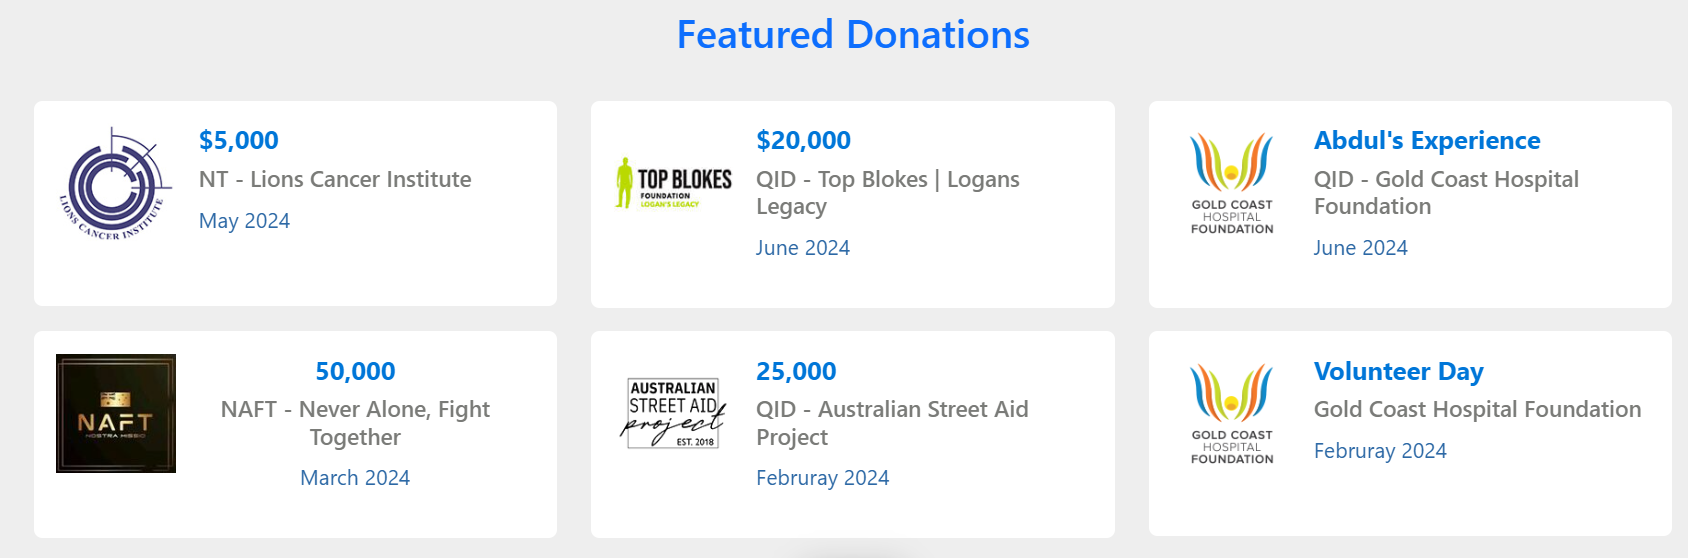 Featured Donations
LIONS CANCER INSTITUTE
$5,000
NT - Lions Cancer Institute
May 2024
TOP BLOKES
FOUNDATION
LOGAN'S LEGACY
$20,000
QID - Top Blokes | Logans
Legacy
June 2024
GOLD COAST
HOSPITAL
FOUNDATION
Abdul's Experience
QID - Gold Coast Hospital
Foundation
June 2024
NAFT
NOSTRA MISSIO
50,000
NAFT - Never Alone, Fight
Together
March 2024
AUSTRALIAN
STREET AID
project
EST. 2018
25,000
QID - Australian Street Aid
Project
Februray 2024
GOLD COAST
HOSPITAL
FOUNDATION
Volunteer Day
Gold Coast Hospital Foundation
Februray 2024